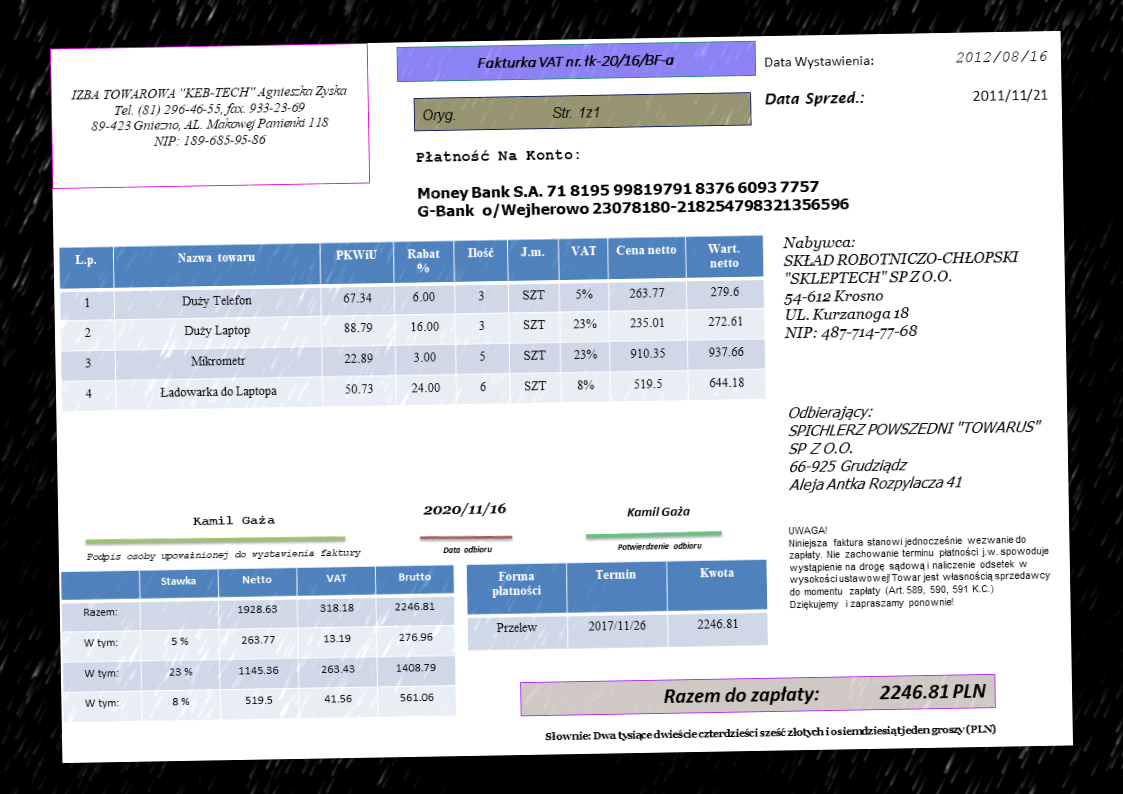 IZBA TOWAROWA "KEB-TECH" Agnieszka Zyska
Tel. (81) 296-46-55, fax. 933-23-69
89-423 Gniezno, AL. Makowej Panienki 118
NIP: 189-685-95-86
Fakturka VAT nr. łk-20/16/BF-a
Oryg. Str. 1z1
Data Wystawienia: 2012/08/16
Data Sprzed.: 2011/11/21
Płatność Na Konto:
Money Bank S.A. 71 8195 99819791 8376 6093 7757
G-Bank o/Wejherowo 23078180-218254798321356596
L.p. Nazwa towaru PKWiU Rabat % Ilość J.m. VAT Cena netto Wart. netto
1 Duży Telefon 67.34 6.00 3 SZT 5% 263.77 279.6
2 Duży Laptop 88.79 16.00 3 SZT 23% 235.01 272.61
3 Mikrometr 22.89 3.00 5 SZT 23% 910.35 937.66
4 Ładowarka do Laptopa 50.73 24.00 6 SZT 8% 519.5 644.18
Nabywca:
SKŁAD ROBOTNICZO-CHŁOPSKI
"SKLEPTECH" SP Z O.O.
54-612 Krosno
UL. Kurzanoga 18
NIP: 487-714-77-68
Odbierający:
SPICHLERZ POWSZEDNI "TOWARUS"
SP Z O.O.
66-925 Grudziądz
Aleja Antka Rozpylacza 41
Kamil Gaża
Podpis osoby upoważnionej do wystawienia faktury
2020/11/16
Data odbioru
Kamil Gaża
Potwierdzenie odbioru
UWAGA!
Niniejsza faktura stanowi jednocześnie wezwanie do
zapłaty. Nie zachowanie terminu płatności j.w. spowoduje
wystąpienie na drogę sądową i naliczenie odsetek w
wysokości ustawowej! Towar jest własnością sprzedawcy
do momentu zapłaty (Art. 589, 590, 591 K.C.)
Dziękujemy i zapraszamy ponownie!
Stawka Netto VAT Brutto
Razem: 1928.63 318.18 2246.81
W tym: 5 % 263.77 13.19 276.96
W tym: 23 % 1145.36 263.43 1408.79
W tym: 8 % 519.5 41.56 561.06
Forma płatności Termin Kwota
Przelew 2017/11/26 2246.81
Razem do zapłaty: 2246.81 PLN
Słownie: Dwa tysiące dwieście czterdzieści sześć złotych i osiemdziesiąt jeden groszy (PLN)